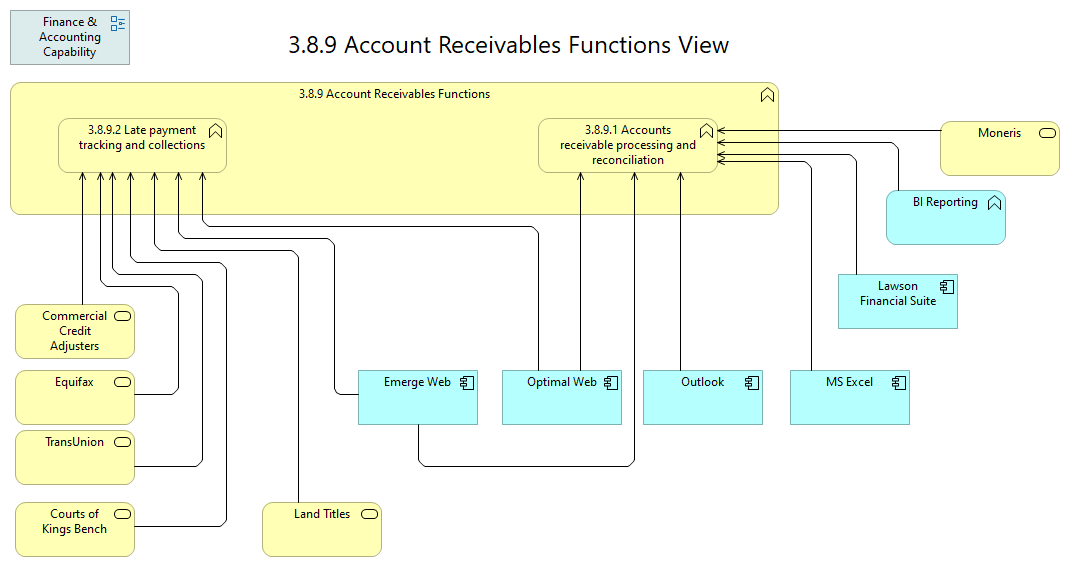 Finance &
Accounting
Capability
3.8.9 Account Receivables Functions View
3.8.9 Account Receivables Functions
3.8.9.2 Late payment
tracking and collections
3.8.9.1 Accounts
receivable processing and
reconciliation
Moneris
BI Reporting
Lawson
Financial Suite
Commercial
Credit
Adjusters
Equifax
Emerge Web
Optimal Web
Outlook
MS Excel
TransUnion
Courts of
Kings Bench
Land Titles